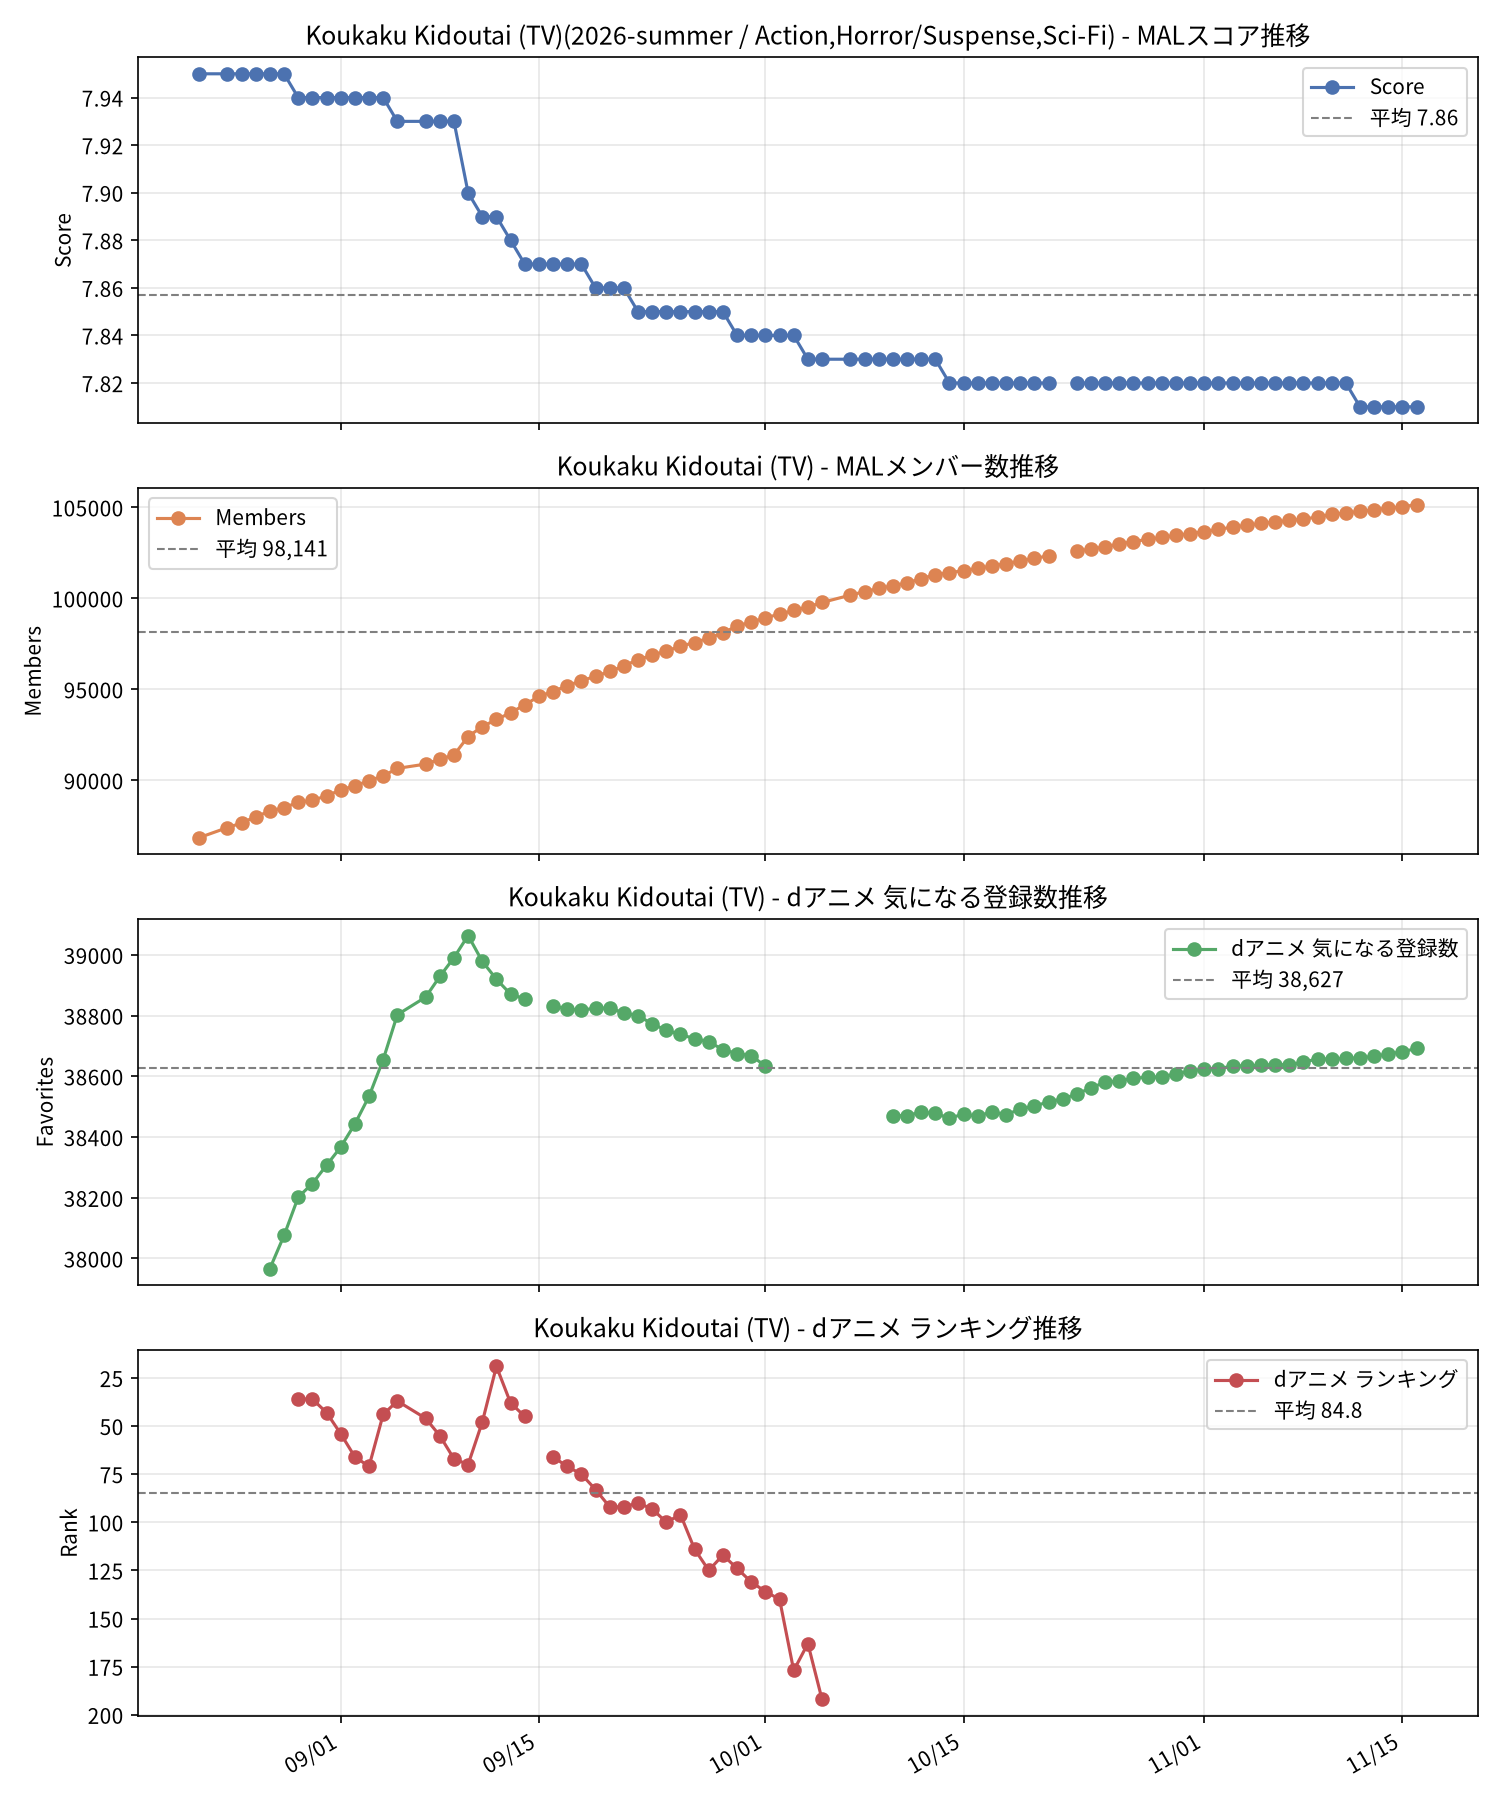 Koukaku Kidoutai (TV)(2026-summer / Action,Horror/Suspense,Sci-Fi) - MALスコア推移
Score
平均 7.86
Score
7.94
7.92
7.90
7.88
7.86
7.84
7.82
Koukaku Kidoutai (TV) - MALメンバー数推移
Members
平均 98,141
Members
105000
100000
95000
90000
Koukaku Kidoutai (TV) - dアニメ 気になる登録数推移
dアニメ 気になる登録数
平均 38,627
Favorites
39000
38800
38600
38400
38200
38000
Koukaku Kidoutai (TV) - dアニメ ランキング推移
dアニメ ランキング
平均 84.8
Rank
25
50
75
100
125
150
175
200
09/01
09/15
10/01
10/15
11/01
11/15